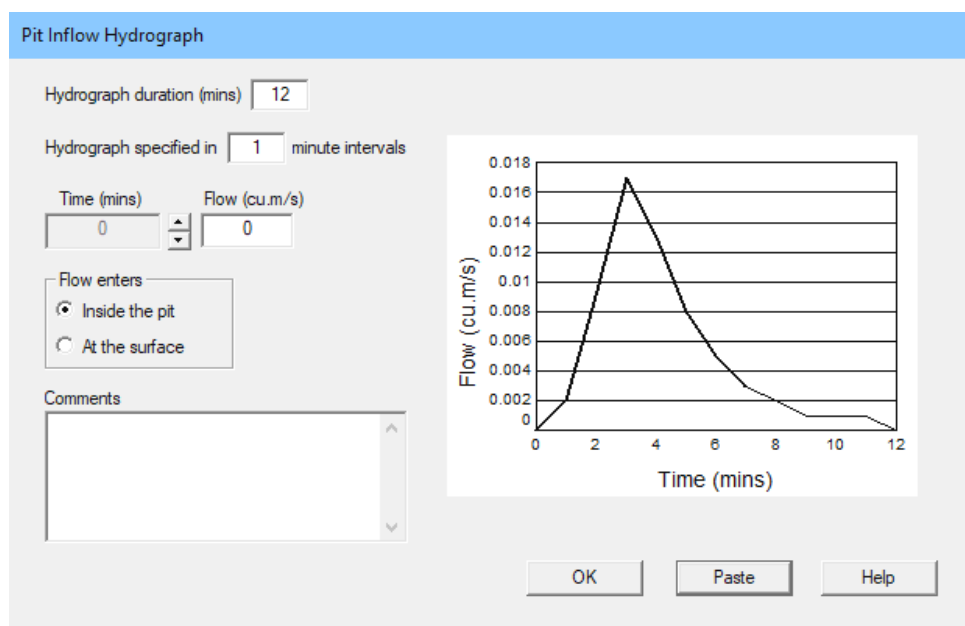 Pit Inflow Hydrograph
Hydrograph duration (mins) 12
Hydrograph specified in 1 minute intervals
Time (mins) Flow (cu.m/s)
0 0
Flow enters
Inside the pit
At the surface
Comments
0.018
0.016
0.014
0.012
0.01
0.008
0.006
0.004
0.002
0
Flow (cu.m/s)
0 2 4 6 8 10 12
Time (mins)
OK Paste Help